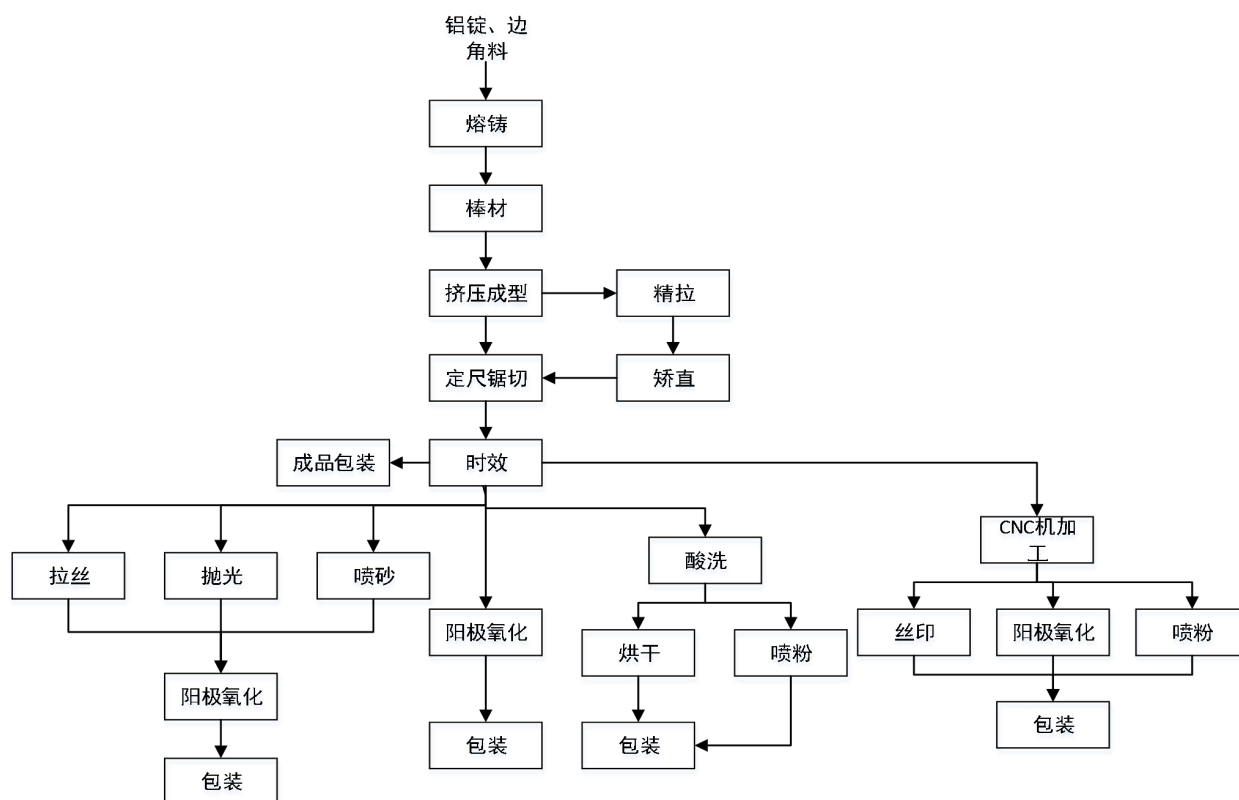 铝锭、边
角料
熔铸
棒材
挤压成型
精拉
定尺锯切
矫直
成品包装
时效
CNC机加
工
拉丝
抛光
喷砂
酸洗
阳极氧化
烘干
喷粉
丝印
阳极氧化
喷粉
阳极氧化
包装
包装
包装
包装